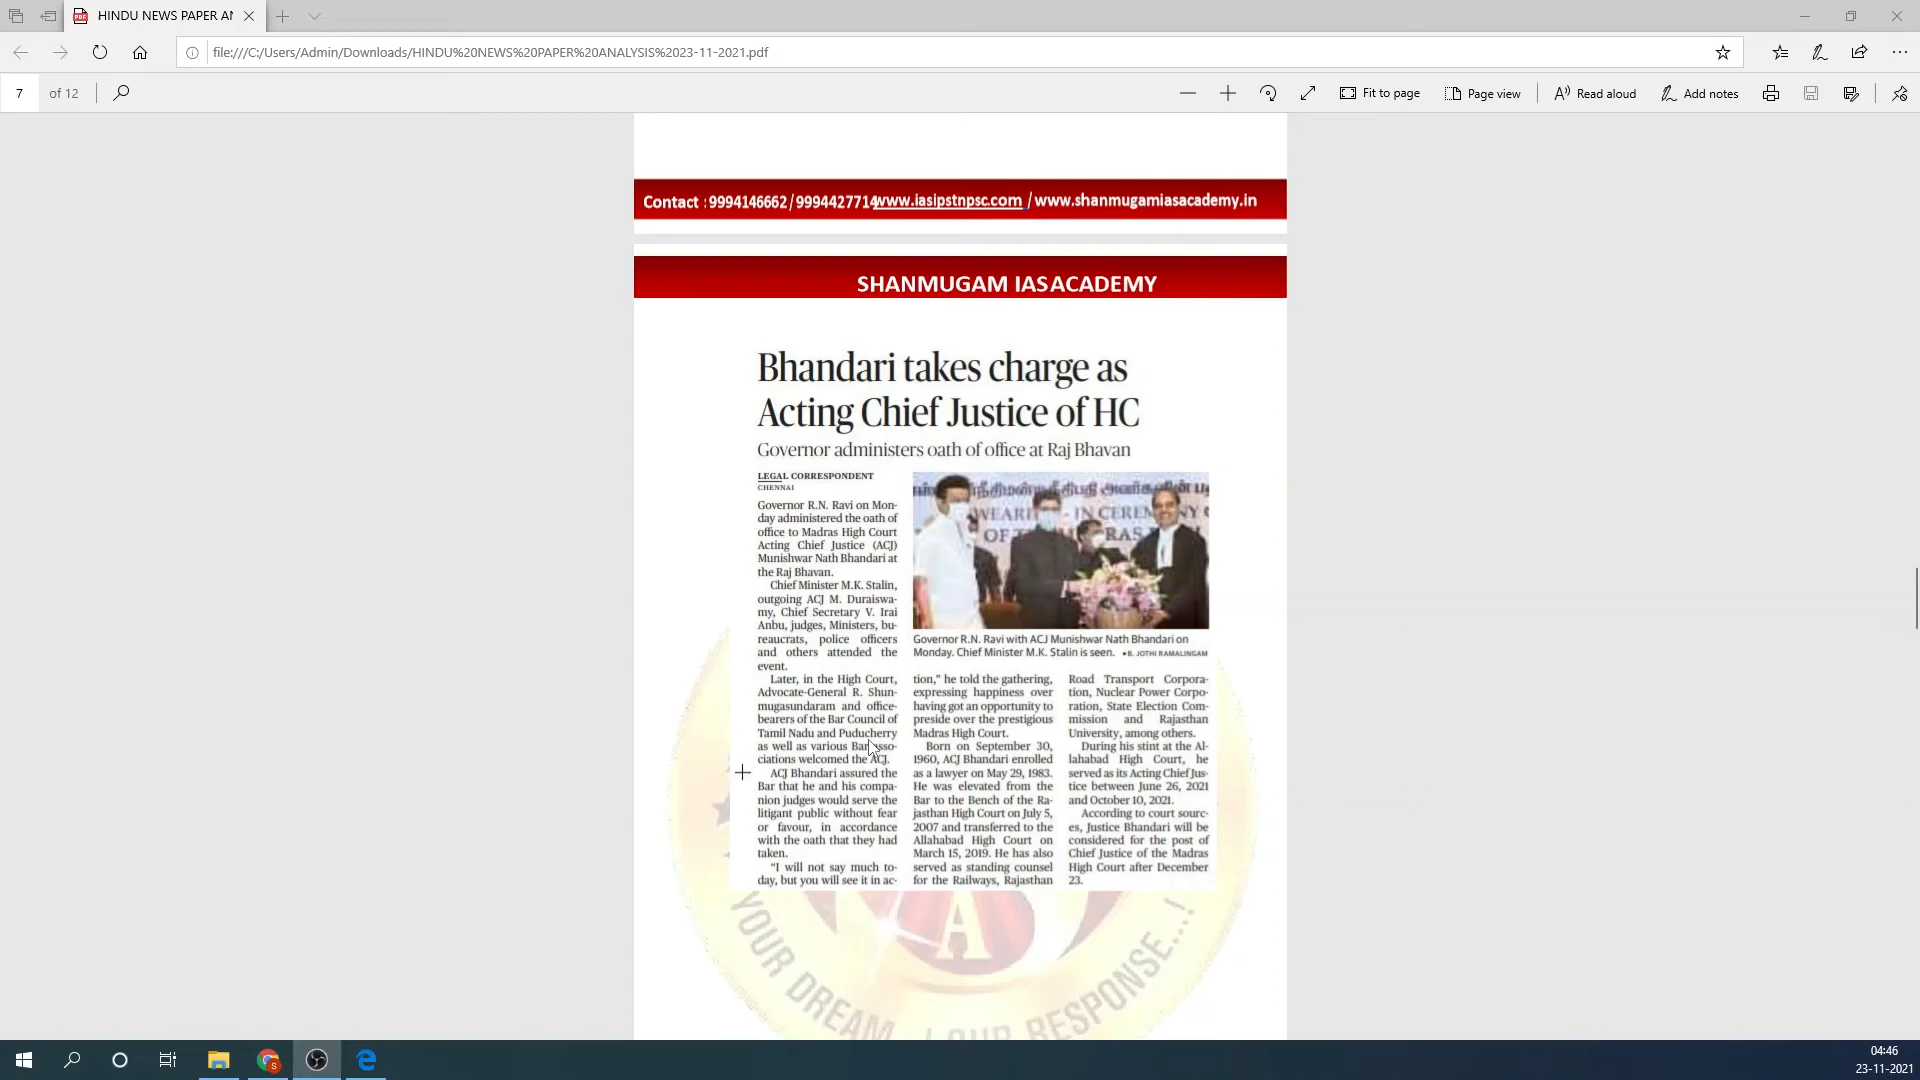 HINDU NEWS PAPER AN
file:///C:/Users/Admin/Downloads/HINDU%20NEWS%20PAPER%20ANALYSIS%2023-11-2021.pdf
7 of 12
Fit to page
Page view
Read aloud
Add notes
Contact : 9994146662/9994427714 www.iasipstnpsc.com / www.shanmugamiasacademy.in
SHANMUGAM IAS ACADEMY
Bhandari takes charge as
Acting Chief Justice of HC
Governor administers oath of office at Raj Bhavan
LEGAL CORRESPONDENT
CHENNAI
Governor R.N. Ravi on Mon-
day administered the oath of
office to Madras High Court
Acting Chief Justice (ACJ)
Munishwar Nath Bhandari at
the Raj Bhavan.
Chief Minister M.K. Stalin,
outgoing ACJ M. Duraiswa-
my, Chief Secretary V. Irai
Anbu, judges, Ministers, bu-
reaucrats, police officers
and others attended the
event.
Later, in the High Court,
Advocate-General R. Shun-
mugasundaram and office-
bearers of the Bar Council of
Tamil Nadu and Puducherry
as well as various Bar asso-
ciations welcomed the ACJ.
ACJ Bhandari assured the
Bar that he and his compa-
nion judges would serve the
litigant public without fear
or favour, in accordance
with the oath that they had
taken.
“I will not say much to-
day, but you will see it in ac-
WEARI - IN CEREM NY
OF T RAS
Governor R.N. Ravi with ACJ Munishwar Nath Bhandari on
Monday. Chief Minister M.K. Stalin is seen. ■ B. JOTHI RAMALINGAM
tion,” he told the gathering,
expressing happiness over
having got an opportunity to
preside over the prestigious
Madras High Court.
Born on September 30,
1960, ACJ Bhandari enrolled
as a lawyer on May 29, 1983.
He was elevated from the
Bar to the Bench of the Ra-
jasthan High Court on July 5,
2007 and transferred to the
Allahabad High Court on
March 15, 2019. He has also
served as standing counsel
for the Railways, Rajasthan
Road Transport Corpora-
tion, Nuclear Power Corpo-
ration, State Election Com-
mission and Rajasthan
University, among others.
During his stint at the Al-
lahabad High Court, he
served as its Acting Chief Jus-
tice between June 26, 2021
and October 10, 2021.
According to court sourc-
es, Justice Bhandari will be
considered for the post of
Chief Justice of the Madras
High Court after December
23.
A
YOUR DREAM OUR RESPONSE...!
04:46
23-11-2021